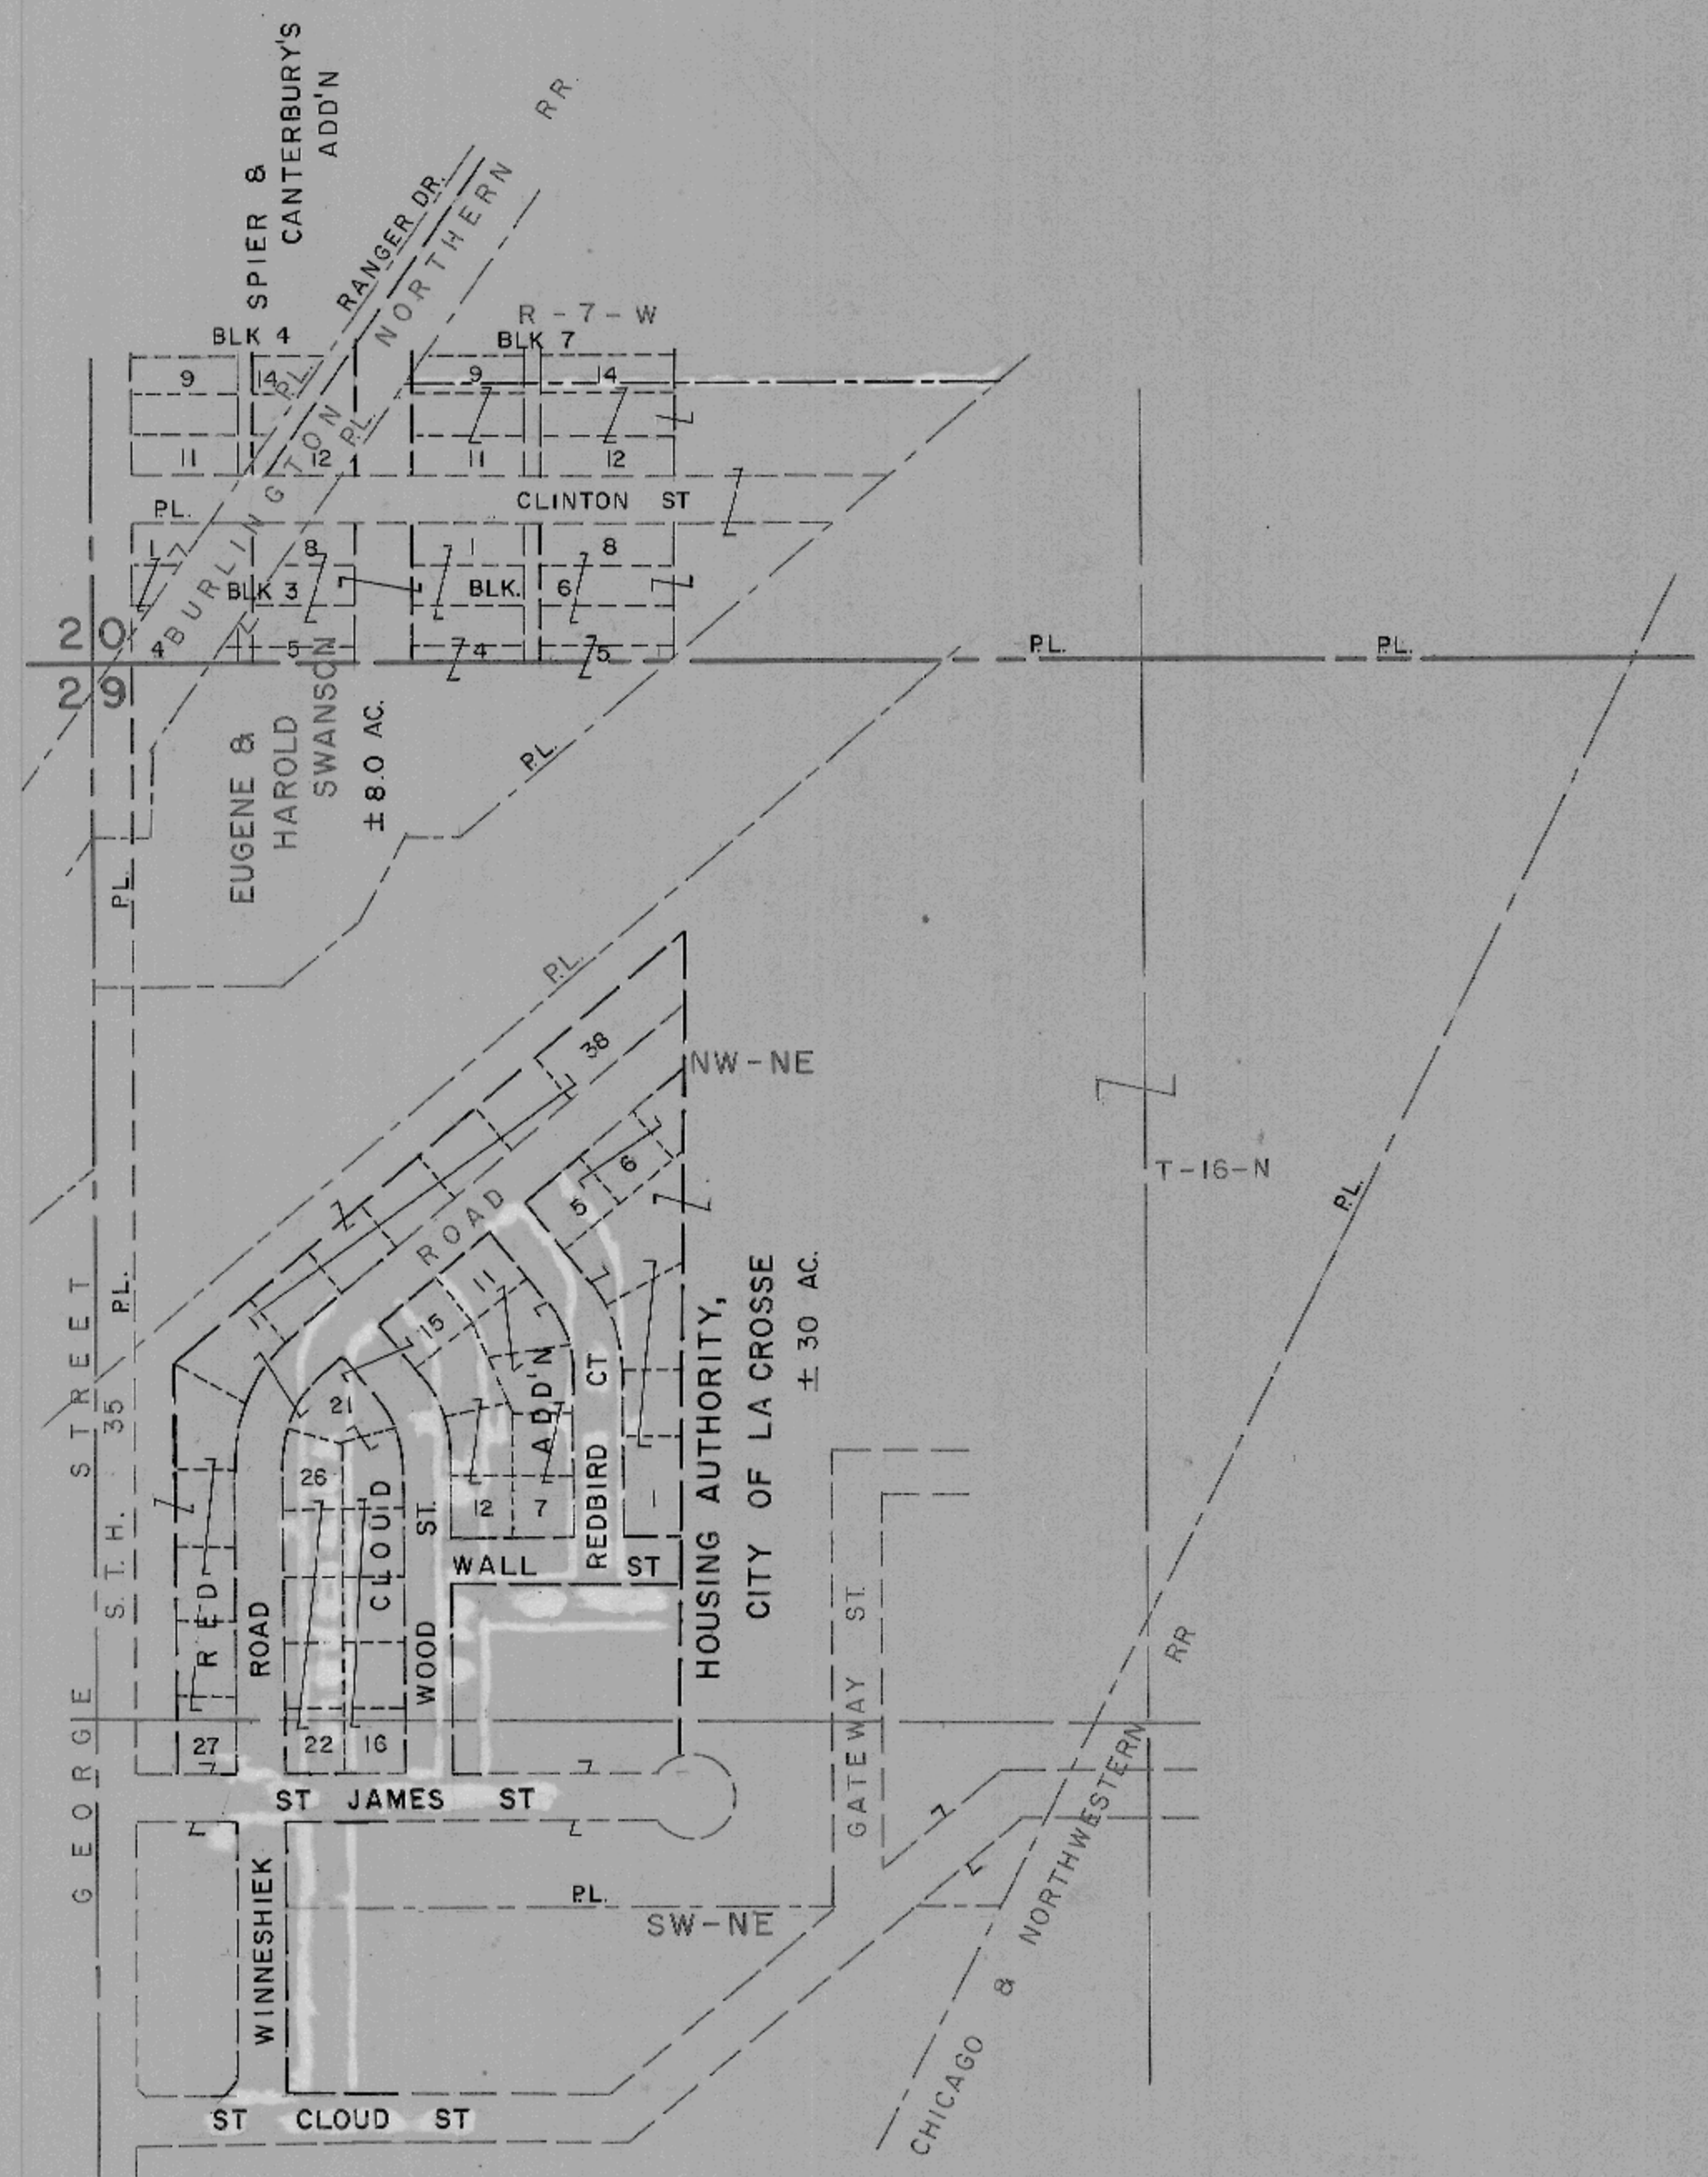 SPIER &
CANTERBURY'S
ADD'N
RR.
RANGER DR.
BURLINGTON NORTHERN
R-7-W
BLK 4
BLK 7
9
14
P.L.
9
14
P.L.
11
12
11
12
CLINTON ST
P.L.
1
8
1
8
BLK 3
BLK. 6
4
5
4
5
20
29
P.L.
P.L.
EUGENE &
HAROLD
SWANSON
± 8.0 AC.
P.L.
P.L.
P.L.
38
NW-NE
T-16-N
P.L.
6
5
ROAD
11
15
21
26
P.L.
GEORGE STREET
S.T.H. 35
RED CLOUD ADD'N
ROAD
WOOD ST.
REDBIRD CT
12
7
1
WALL ST
HOUSING AUTHORITY,
CITY OF LA CROSSE
± 30 AC.
GATEWAY ST.
27
22
16
ST JAMES ST
WINNESHIEK
P.L.
SW-NE
CHICAGO & NORTHWESTERN RR
ST CLOUD ST